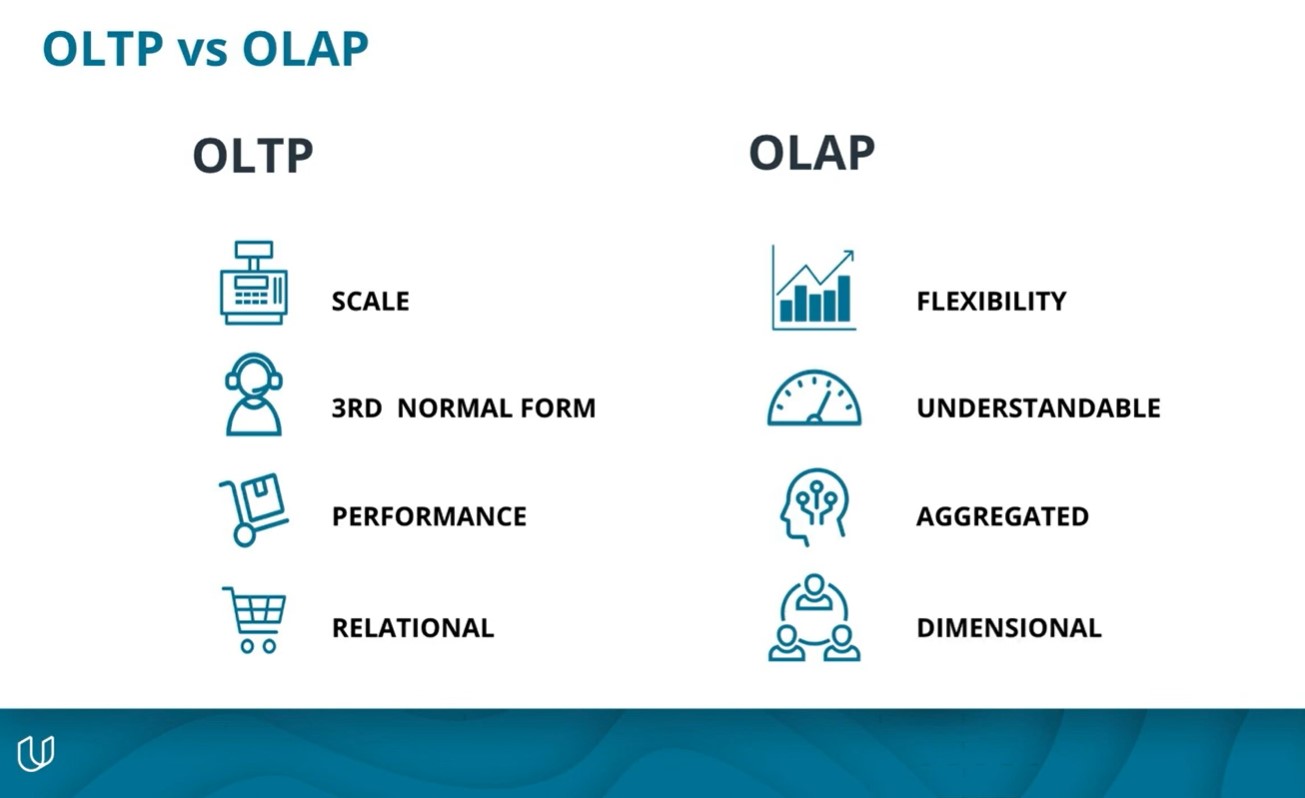 OLTP vs OLAP
OLTP
SCALE
3RD NORMAL FORM
PERFORMANCE
RELATIONAL
OLAP
FLEXIBILITY
UNDERSTANDABLE
AGGREGATED
DIMENSIONAL